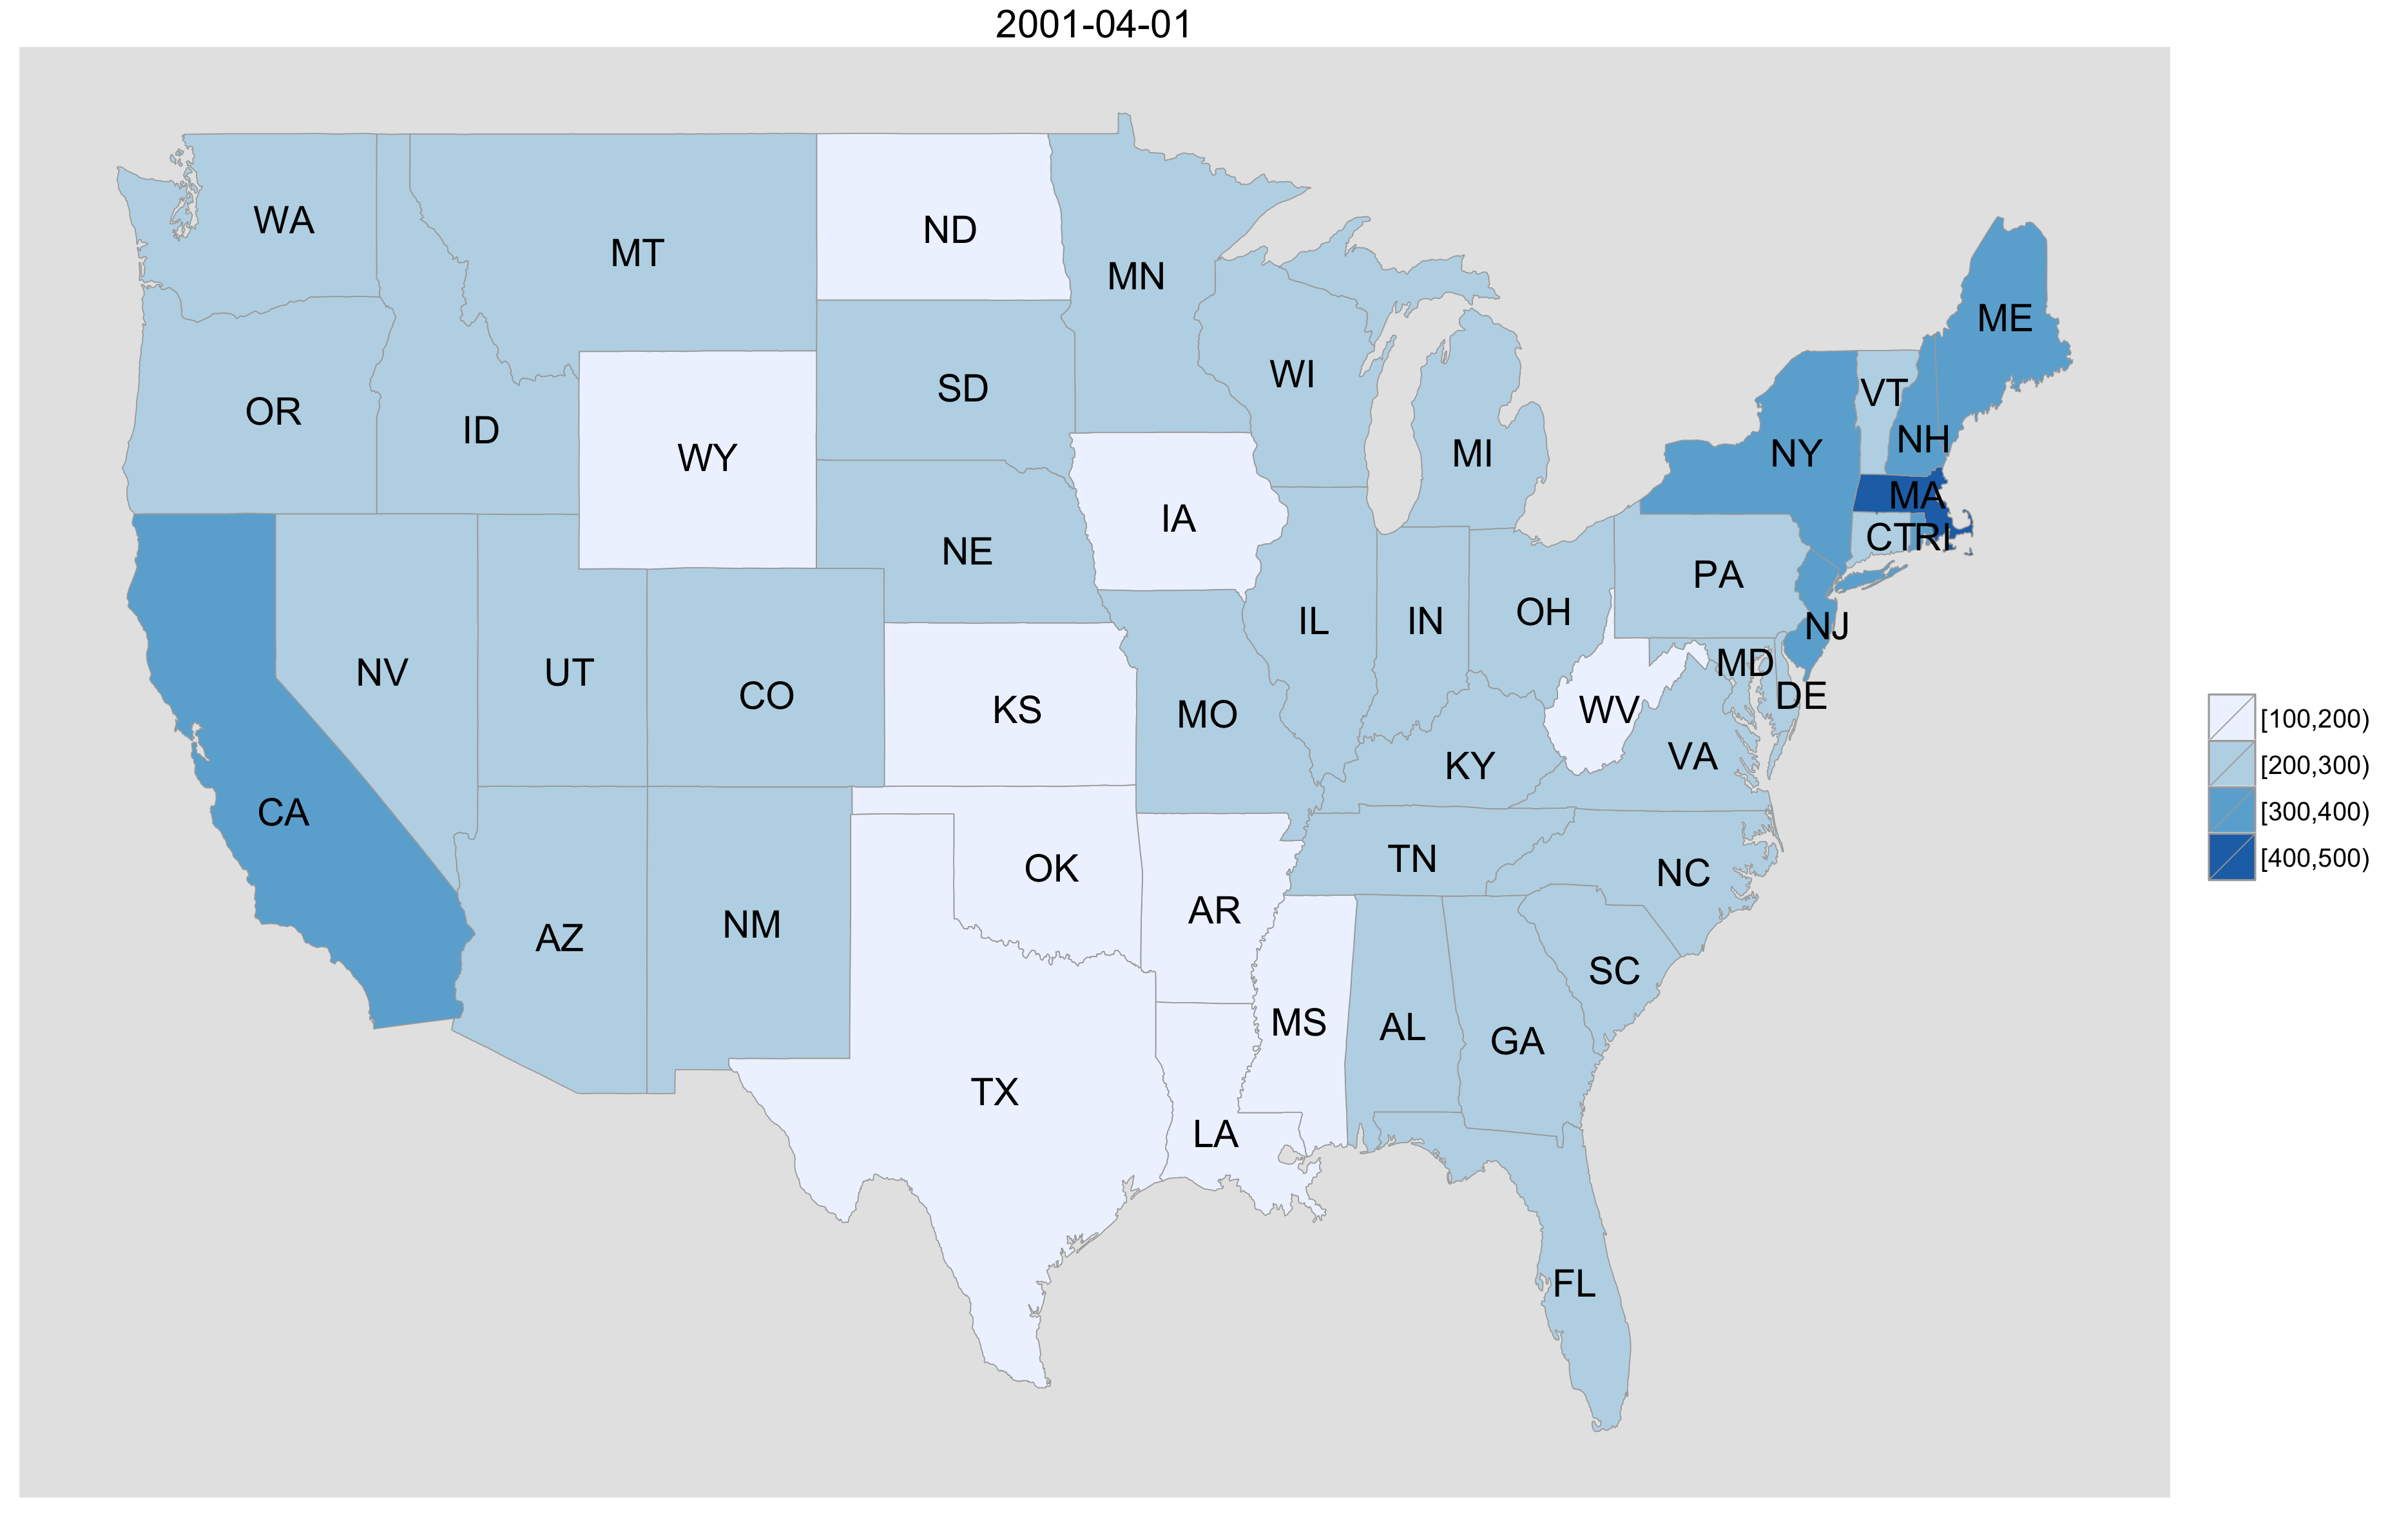 2001-04-01
WA
MT
ND
MN
ME
OR
ID
WY
SD
WI
MI
NY
VT
NH
MA
CT
RI
IA
NE
PA
NJ
NV
UT
CO
KS
MO
IL
IN
OH
WV
MD
DE
VA
KY
CA
AZ
NM
OK
AR
TN
NC
SC
TX
LA
MS
AL
GA
FL
[100,200)
[200,300)
[300,400)
[400,500)